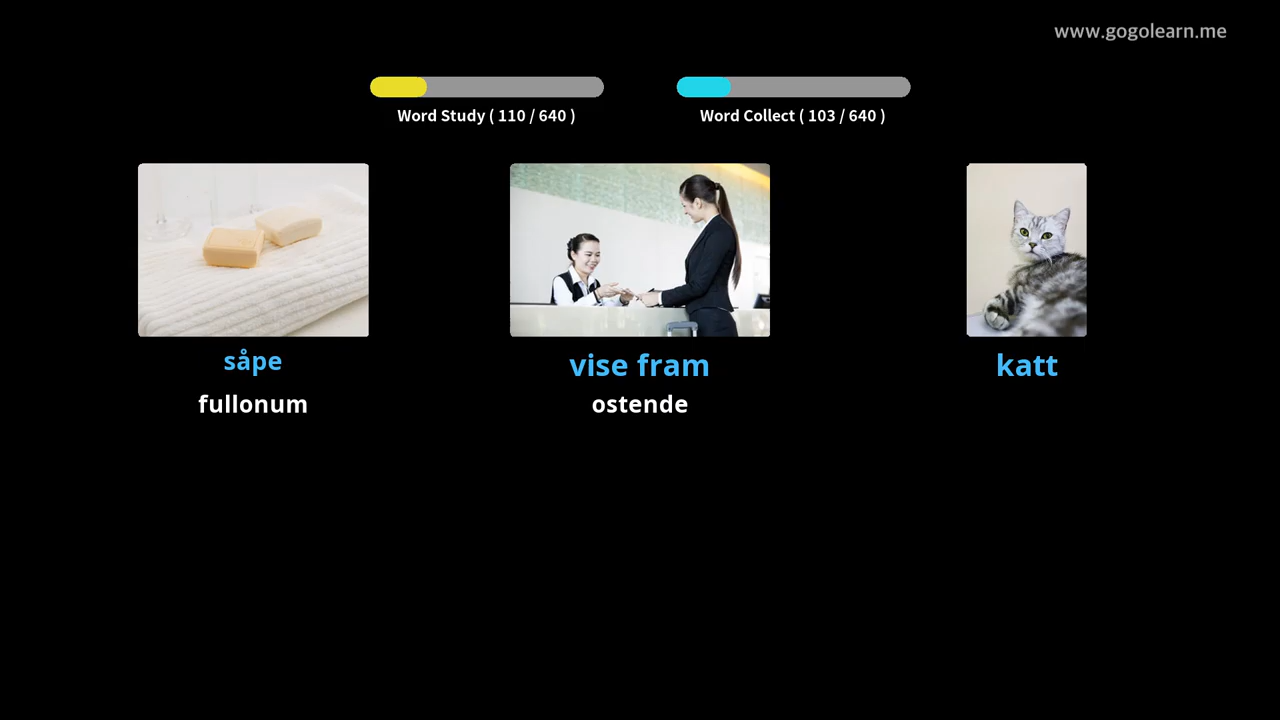 www.gogolearn.me
Word Study ( 110 / 640 )
Word Collect ( 103 / 640 )
såpe
vise fram
katt
fullonum
ostende